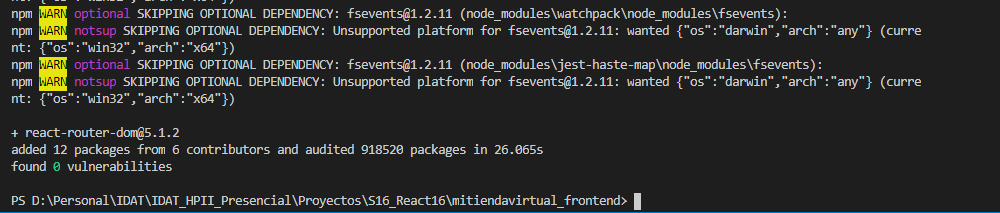 nt: {"os":"win32","arch":"x64"})
npm WARN optional SKIPPING OPTIONAL DEPENDENCY: fsevents@1.2.11 (node_modules\watchpack\node_modules\fsevents):
npm WARN notsup SKIPPING OPTIONAL DEPENDENCY: Unsupported platform for fsevents@1.2.11: wanted {"os":"darwin","arch":"any"} (curre
nt: {"os":"win32","arch":"x64"})
npm WARN optional SKIPPING OPTIONAL DEPENDENCY: fsevents@1.2.11 (node_modules\jest-haste-map\node_modules\fsevents):
npm WARN notsup SKIPPING OPTIONAL DEPENDENCY: Unsupported platform for fsevents@1.2.11: wanted {"os":"darwin","arch":"any"} (curre
nt: {"os":"win32","arch":"x64"})
+ react-router-dom@5.1.2
added 12 packages from 6 contributors and audited 918520 packages in 26.065s
found 0 vulnerabilities
PS D:\Personal\IDAT\IDAT_HPII_Presencial\Proyectos\S16_React16\mitiendavirtual_frontend>